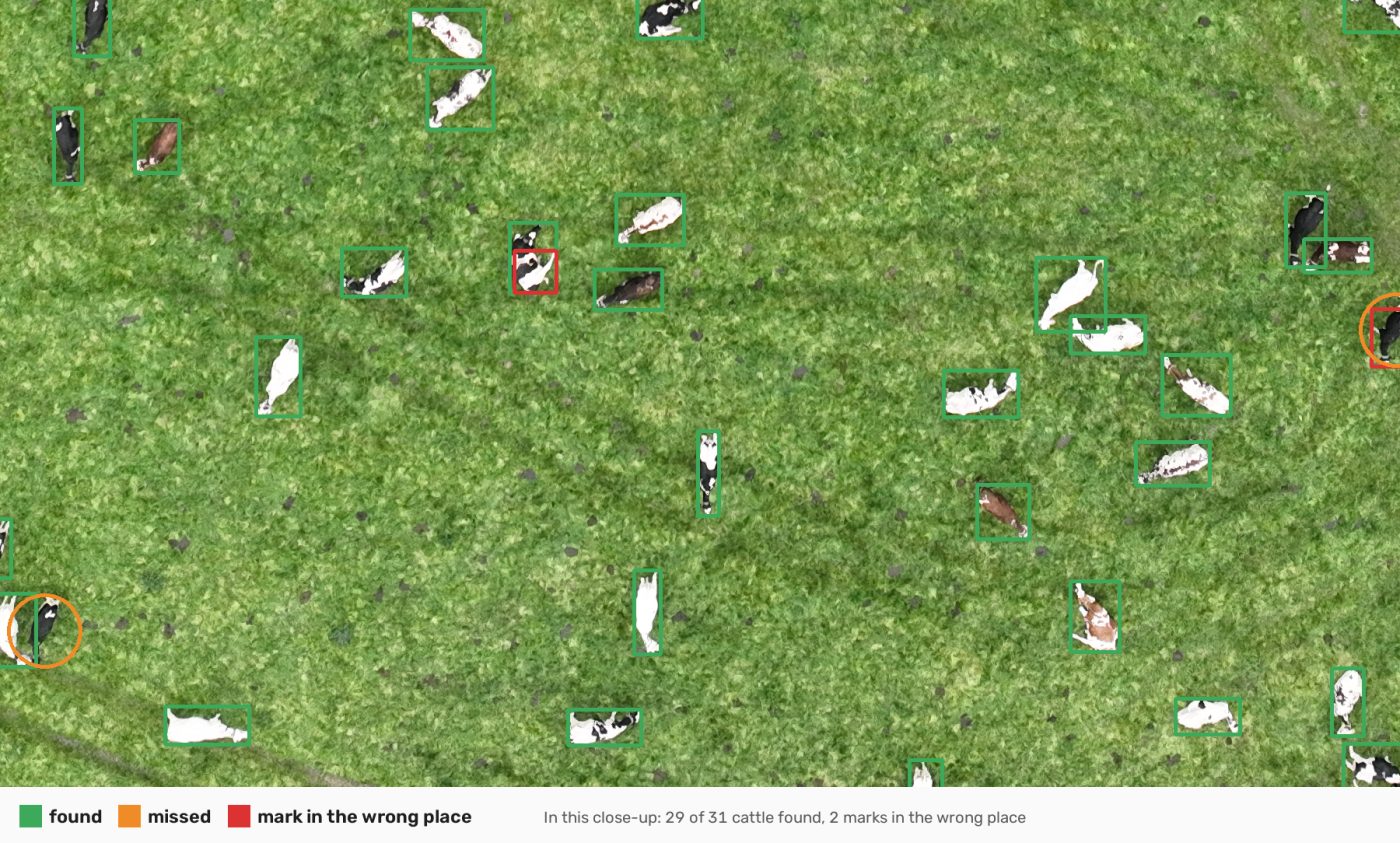 found missed mark in the wrong place In this close-up: 29 of 31 cattle found, 2 marks in the wrong place